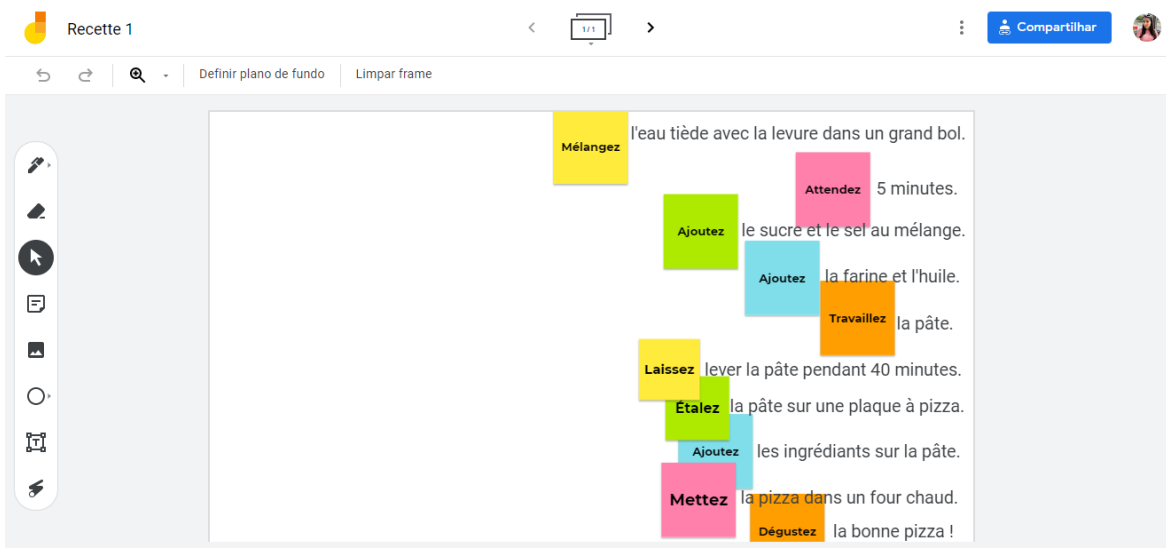 Recette 1
1/1
Compartilhar
Definir plano de fundo
Limpar frame
Mélangez l'eau tiède avec la levure dans un grand bol.
Attendez 5 minutes.
Ajoutez le sucre et le sel au mélange.
Ajoutez la farine et l'huile.
Travaillez la pâte.
Laissez lever la pâte pendant 40 minutes.
Étalez la pâte sur une plaque à pizza.
Ajoutez les ingrédiants sur la pâte.
Mettez la pizza dans un four chaud.
Dégustez la bonne pizza !